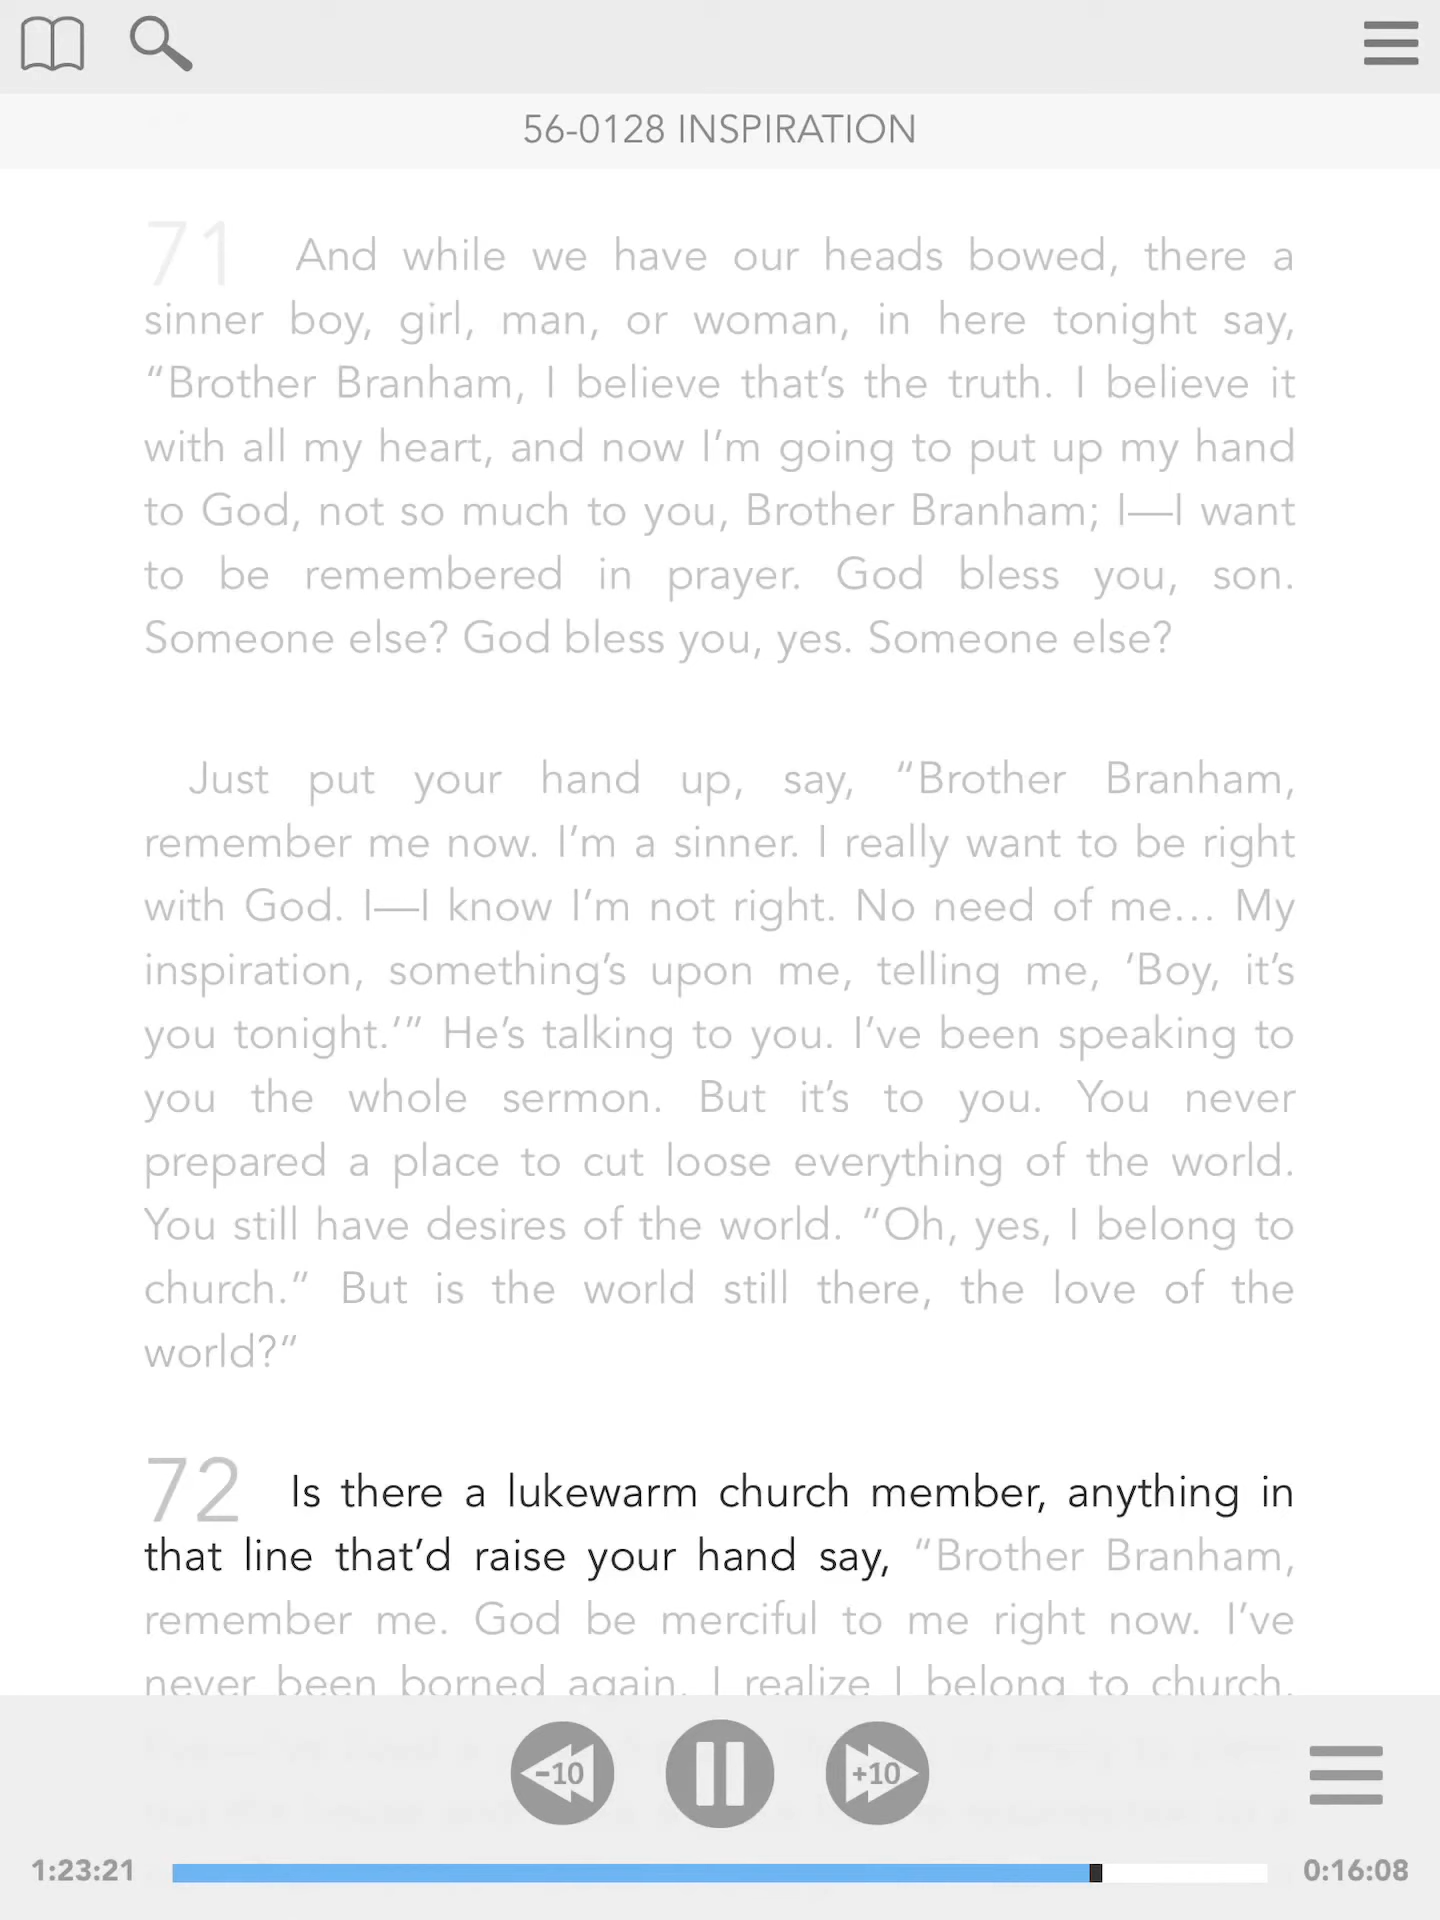 56-0128 INSPIRATION
71 And while we have our heads bowed, there a
sinner boy, girl, man, or woman, in here tonight say,
“Brother Branham, I believe that’s the truth. I believe it
with all my heart, and now I’m going to put up my hand
to God, not so much to you, Brother Branham; I—I want
to be remembered in prayer. God bless you, son.
Someone else? God bless you, yes. Someone else?
Just put your hand up, say, “Brother Branham,
remember me now. I’m a sinner. I really want to be right
with God. I—I know I’m not right. No need of me… My
inspiration, something’s upon me, telling me, ‘Boy, it’s
you tonight.’” He’s talking to you. I’ve been speaking to
you the whole sermon. But it’s to you. You never
prepared a place to cut loose everything of the world.
You still have desires of the world. “Oh, yes, I belong to
church.” But is the world still there, the love of the
world?“
72 Is there a lukewarm church member, anything in
that line that’d raise your hand say, “Brother Branham,
remember me. God be merciful to me right now. I’ve
never been borned again. I realize I belong to church.
-10 +10
1:23:21 0:16:08